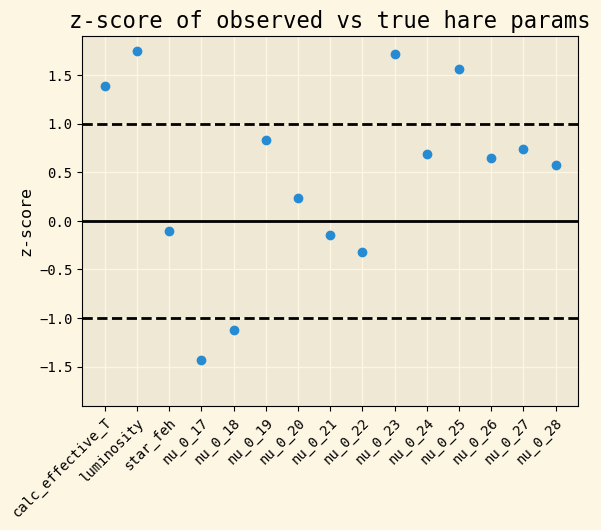 z-score of observed vs true hare params
z-score
1.5
1.0
0.5
0.0
−0.5
−1.0
−1.5
calc_effective_T
luminosity
star_feh
nu_0_17
nu_0_18
nu_0_19
nu_0_20
nu_0_21
nu_0_22
nu_0_23
nu_0_24
nu_0_25
nu_0_26
nu_0_27
nu_0_28